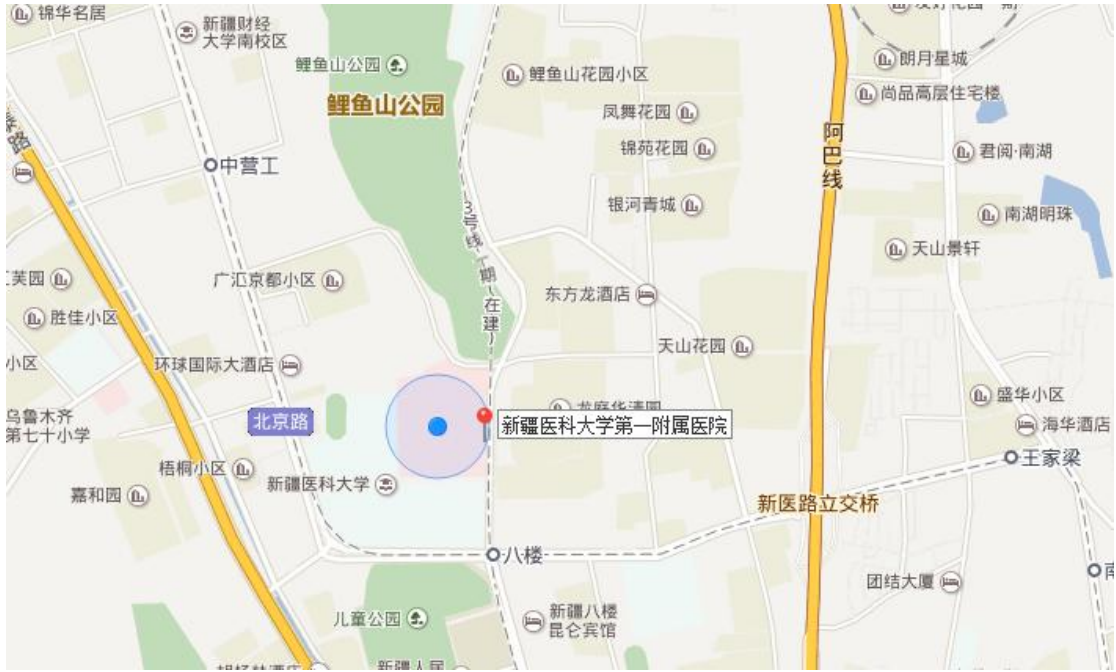 锦华名居
新疆财经
大学南校区
鲤鱼山公园
鲤鱼山公园
鲤鱼山花园小区
朗月星城
尚品高层住宅楼
凤舞花园
锦苑花园
阿巴线
君阅·南湖
中营工
银河青城
南湖明珠
3号线一期(在建)
天山景轩
广汇京都小区
东方龙酒店
胜佳小区
天山花园
环球国际大酒店
小区
盛华小区
北京路
新疆医科大学第一附属医院
海华酒店
乌鲁木齐
第七十小学
王家梁
梧桐小区
新疆医科大学
嘉和园
新医路立交桥
八楼
团结大厦
儿童公园
新疆八楼
昆仑宾馆